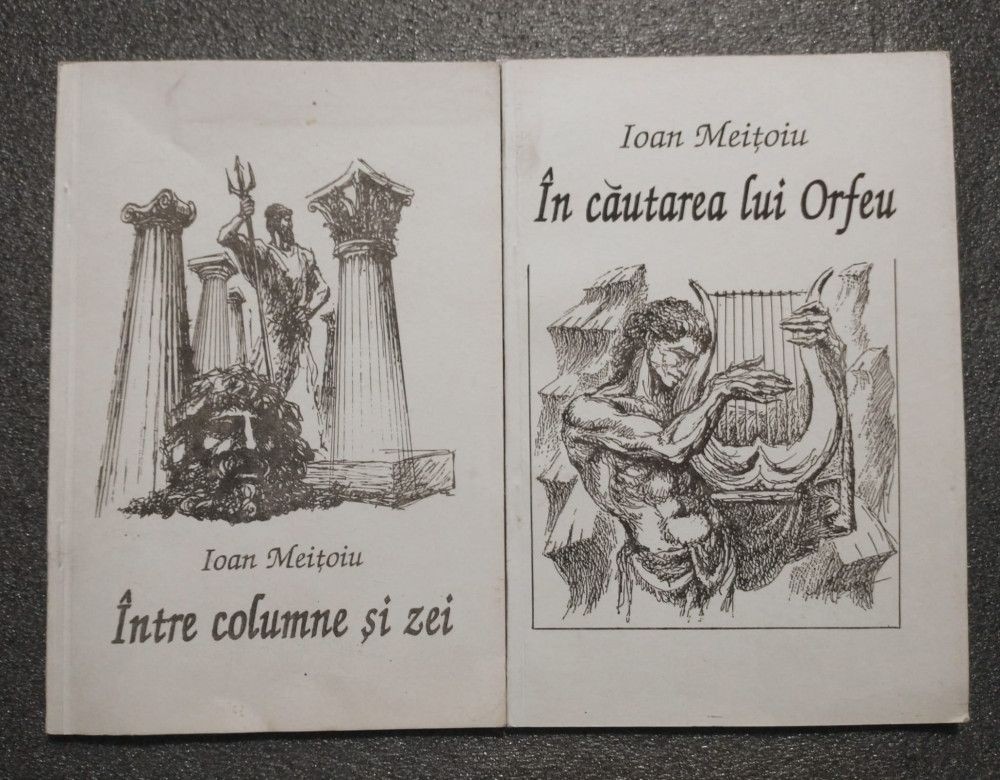 Ioan Meițoiu
Între columne și zei
Ioan Meițoiu
În căutarea lui Orfeu